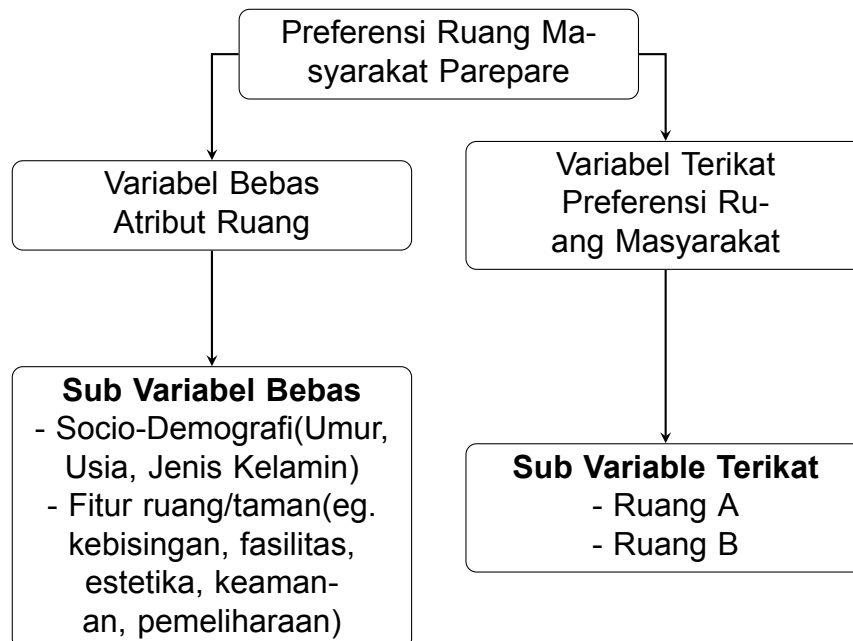 Preferensi Ruang Ma-
syarakat Parepare
Variabel Bebas
Atribut Ruang
Variabel Terikat
Preferensi Ru-
ang Masyarakat
Sub Variabel Bebas
- Socio-Demografi(Umur,
Usia, Jenis Kelamin)
- Fitur ruang/taman(eg.
kebisingan, fasilitas,
estetika, keaman-
an, pemeliharaan)
Sub Variable Terikat
- Ruang A
- Ruang B